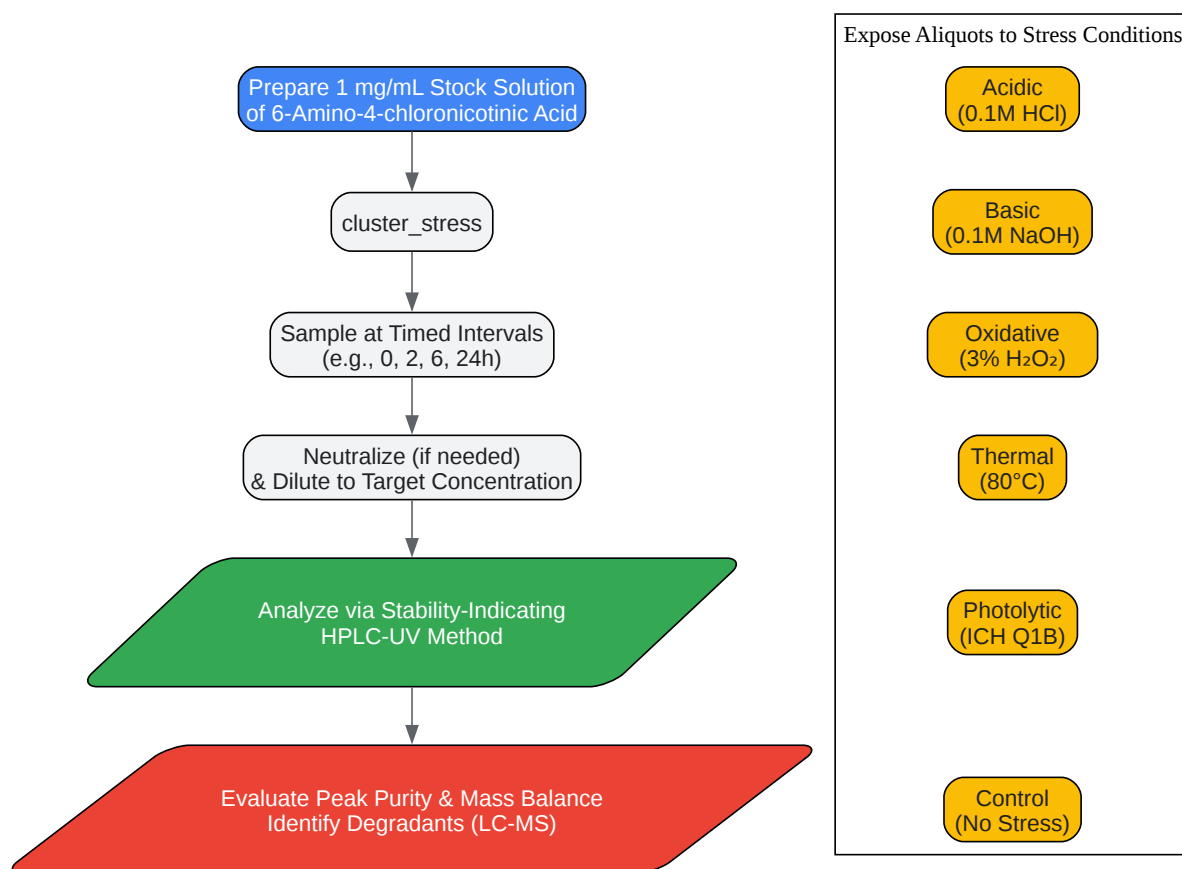 Prepare 1 mg/mL Stock Solution
of 6-Amino-4-chloronicotinic Acid
cluster_stress
Sample at Timed Intervals
(e.g., 0, 2, 6, 24h)
Neutralize (if needed)
& Dilute to Target Concentration
Analyze via Stability-Indicating
HPLC-UV Method
Evaluate Peak Purity & Mass Balance
Identify Degradants (LC-MS)
Expose Aliquots to Stress Conditions
Acidic
(0.1M HCl)
Basic
(0.1M NaOH)
Oxidative
(3% H₂O₂)
Thermal
(80°C)
Photolytic
(ICH Q1B)
Control
(No Stress)